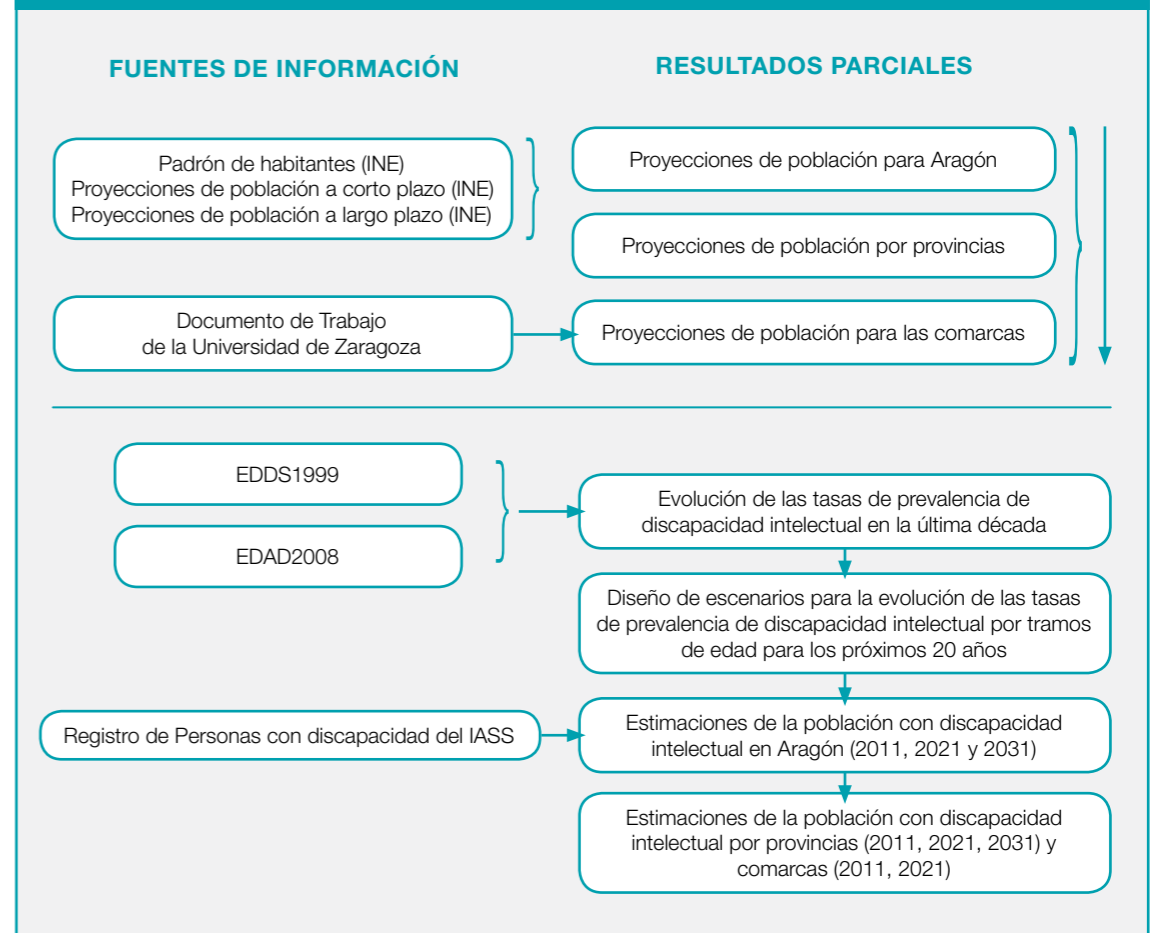 FUENTES DE INFORMACIÓN
RESULTADOS PARCIALES
Padrón de habitantes (INE)
Proyecciones de población a corto plazo (INE)
Proyecciones de población a largo plazo (INE)
Proyecciones de población para Aragón
Proyecciones de población por provincias
Documento de Trabajo
de la Universidad de Zaragoza
Proyecciones de población para las comarcas
EDDS1999
EDAD2008
Evolución de las tasas de prevalencia de
discapacidad intelectual en la última década
Diseño de escenarios para la evolución de las tasas
de prevalencia de discapacidad intelectual por tramos
de edad para los próximos 20 años
Registro de Personas con discapacidad del IASS
Estimaciones de la población con discapacidad
intelectual en Aragón (2011, 2021 y 2031)
Estimaciones de la población con discapacidad
intelectual por provincias (2011, 2021, 2031) y
comarcas (2011, 2021)